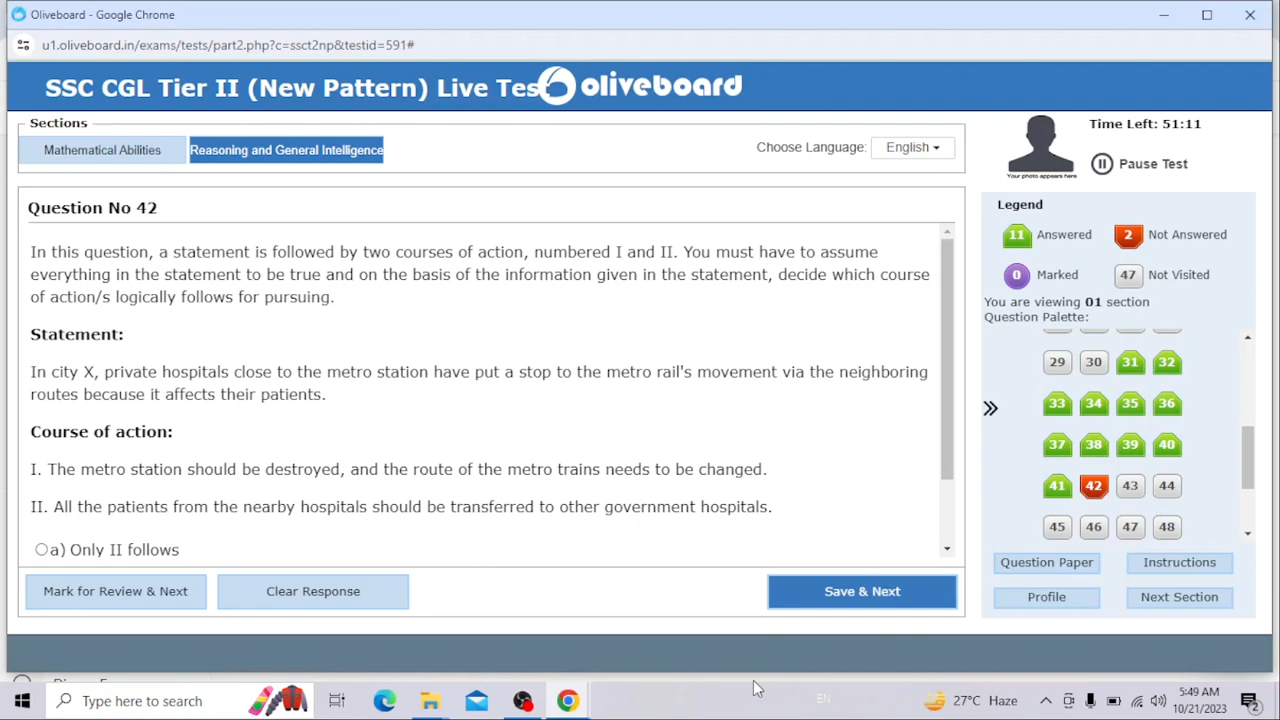 Oliveboard - Google Chrome
u1.oliveboard.in/exams/tests/part2.php?c=ssct2np&testid=591#
SSC CGL Tier II (New Pattern) Live Tes
oliveboard
Sections
Mathematical Abilities
Reasoning and General Intelligence
Choose Language:
English
Your photo appears here
Time Left: 51:11
Pause Test
Question No 42
In this question, a statement is followed by two courses of action, numbered I and II. You must have to assume
everything in the statement to be true and on the basis of the information given in the statement, decide which course
of action/s logically follows for pursuing.
Statement:
In city X, private hospitals close to the metro station have put a stop to the metro rail's movement via the neighboring
routes because it affects their patients.
Course of action:
I. The metro station should be destroyed, and the route of the metro trains needs to be changed.
II. All the patients from the nearby hospitals should be transferred to other government hospitals.
a) Only II follows
Mark for Review & Next
Clear Response
Save & Next
Legend
11 Answered
2 Not Answered
0 Marked
47 Not Visited
You are viewing 01 section
Question Palette:
29 30 31 32
33 34 35 36
37 38 39 40
41 42 43 44
45 46 47 48
Question Paper
Instructions
Profile
Next Section
Type here to search
EN
27°C Haze
5:49 AM
10/21/2023
2